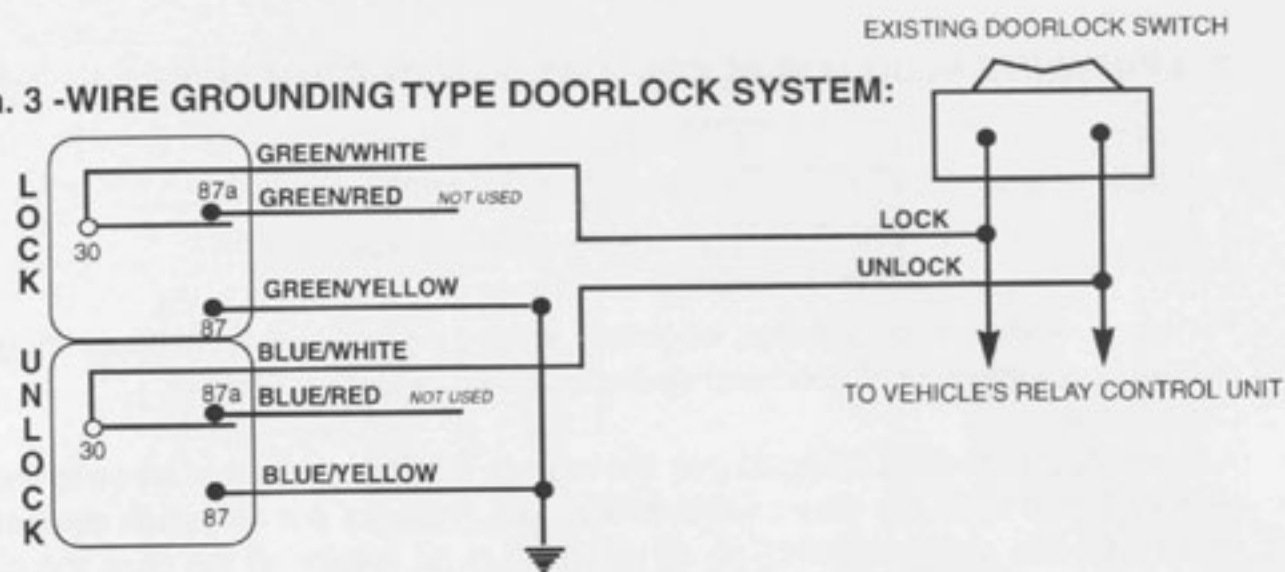 EXISTING DOORLOCK SWITCH
. 3 -WIRE GROUNDING TYPE DOORLOCK SYSTEM:
LOCK
GREEN/WHITE
87a
GREEN/RED NOT USED
30
GREEN/YELLOW
87
LOCK
UNLOCK
UNLOCK
BLUE/WHITE
87a
BLUE/RED NOT USED
30
BLUE/YELLOW
87
TO VEHICLE'S RELAY CONTROL UNIT